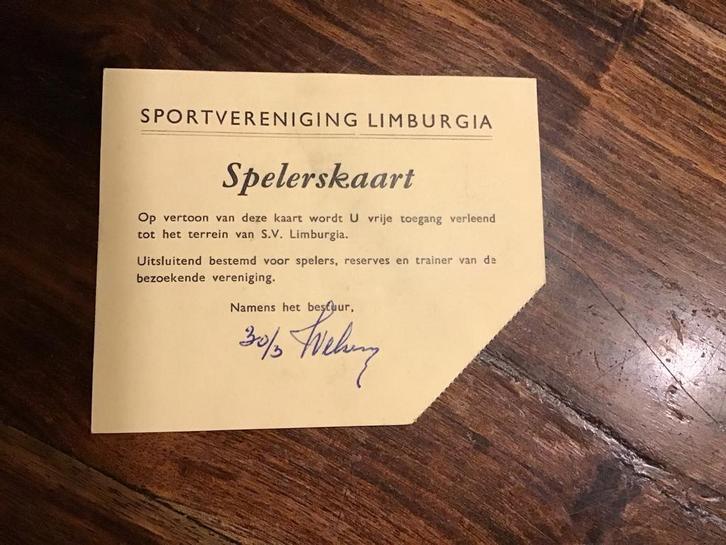 SPORTVERENIGING LIMBURGIA
Spelerskaart
Op vertoon van deze kaart wordt U vrije toegang verleend
tot het terrein van S.V. Limburgia.
Uitsluitend bestemd voor spelers, reserves en trainer van de
bezoekende vereniging.
Namens het bestuur,
30/3